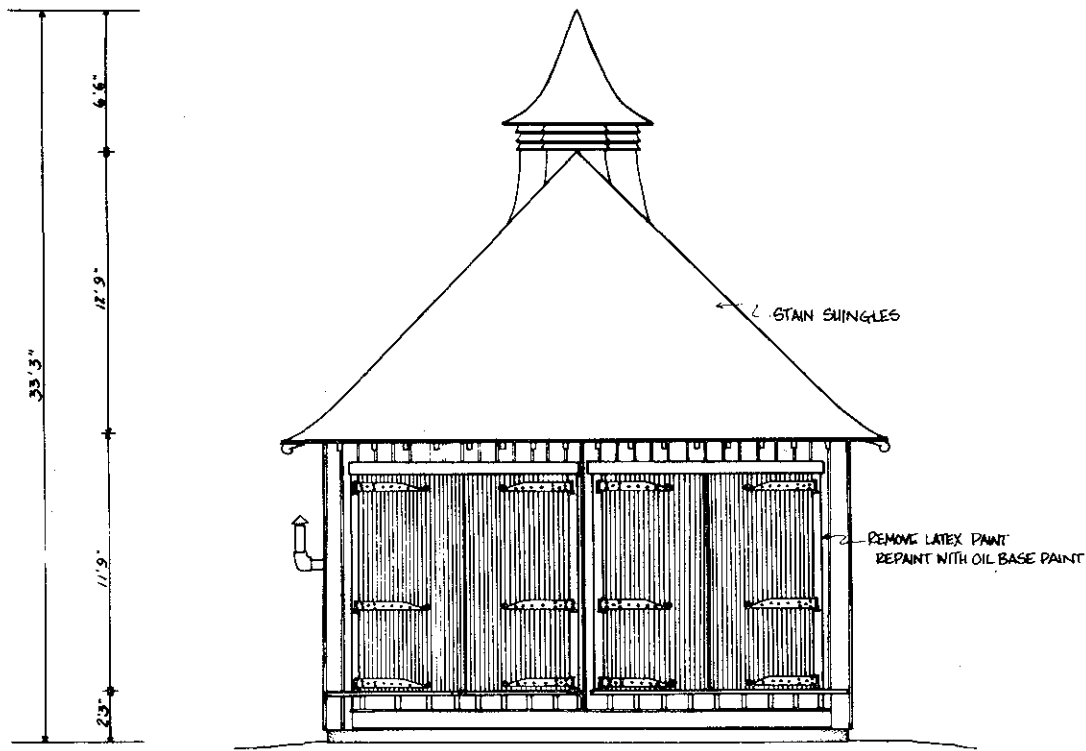 6'6"
12'9"
33'3"
STAIN SHINGLES
REMOVE LATEX PAINT
REPAINT WITH OIL BASE PAINT
11'9"
2'3"